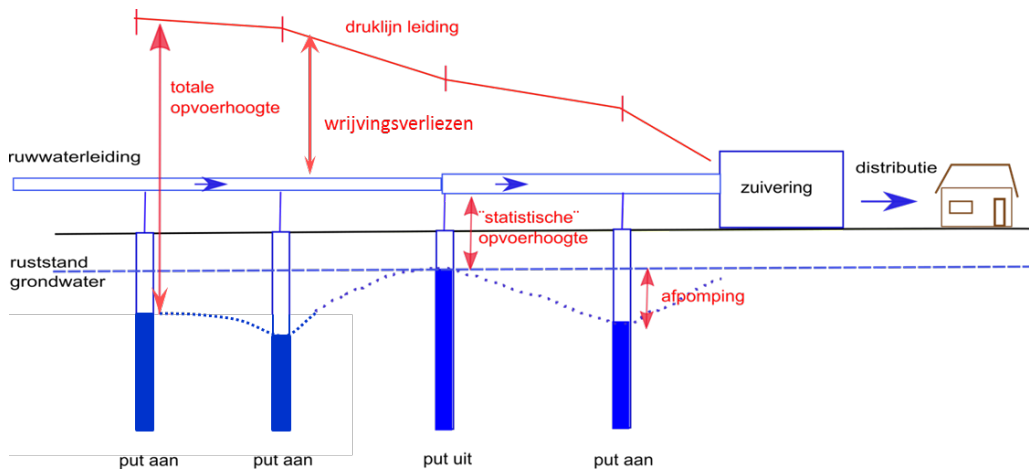 druklijn leiding
totale
opvoerhoogte
wrijvingsverliezen
ruwwaterleiding
zuivering
distributie
"statistische"
opvoerhoogte
ruststand
grondwater
afpomping
put aan
put aan
put uit
put aan